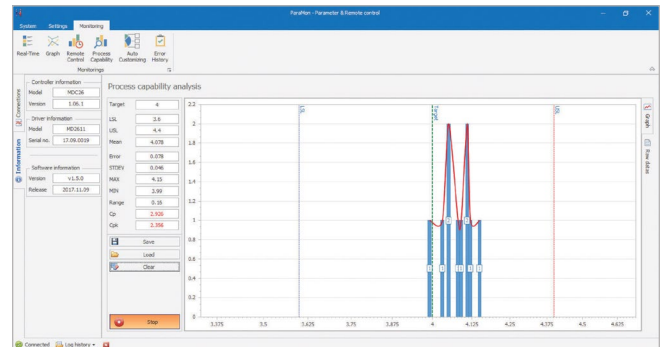 ParaMon - Parameter & Remote control
System Settings Monitoring
Real-Time Graph Remote Control Process Capability Auto Customising Error History
Monitorings
Connections
Information
Controller information
Model MDC26
Version 1.06.1
Driver information
Model MD2611
Serial no. 17.09.0019
Software information
Version v1.5.0
Release 2017.11.09
Process capability analysis
Target 4
LSL 3.6
USL 4.4
Mean 4.078
Error 0.078
STDEV 0.046
MAX 4.15
MIN 3.99
Range 0.16
Cp 2.926
Cpk 2.356
Save
Load
Clear
Stop
LSL
Target
USL
2.2
2
1.8
1.6
1.4
1.2
1
0.8
0.6
0.4
0.2
0
3.375 3.5 3.625 3.75 3.875 4 4.125 4.25 4.375 4.5 4.625
Graph
Raw datas
Connected Log history